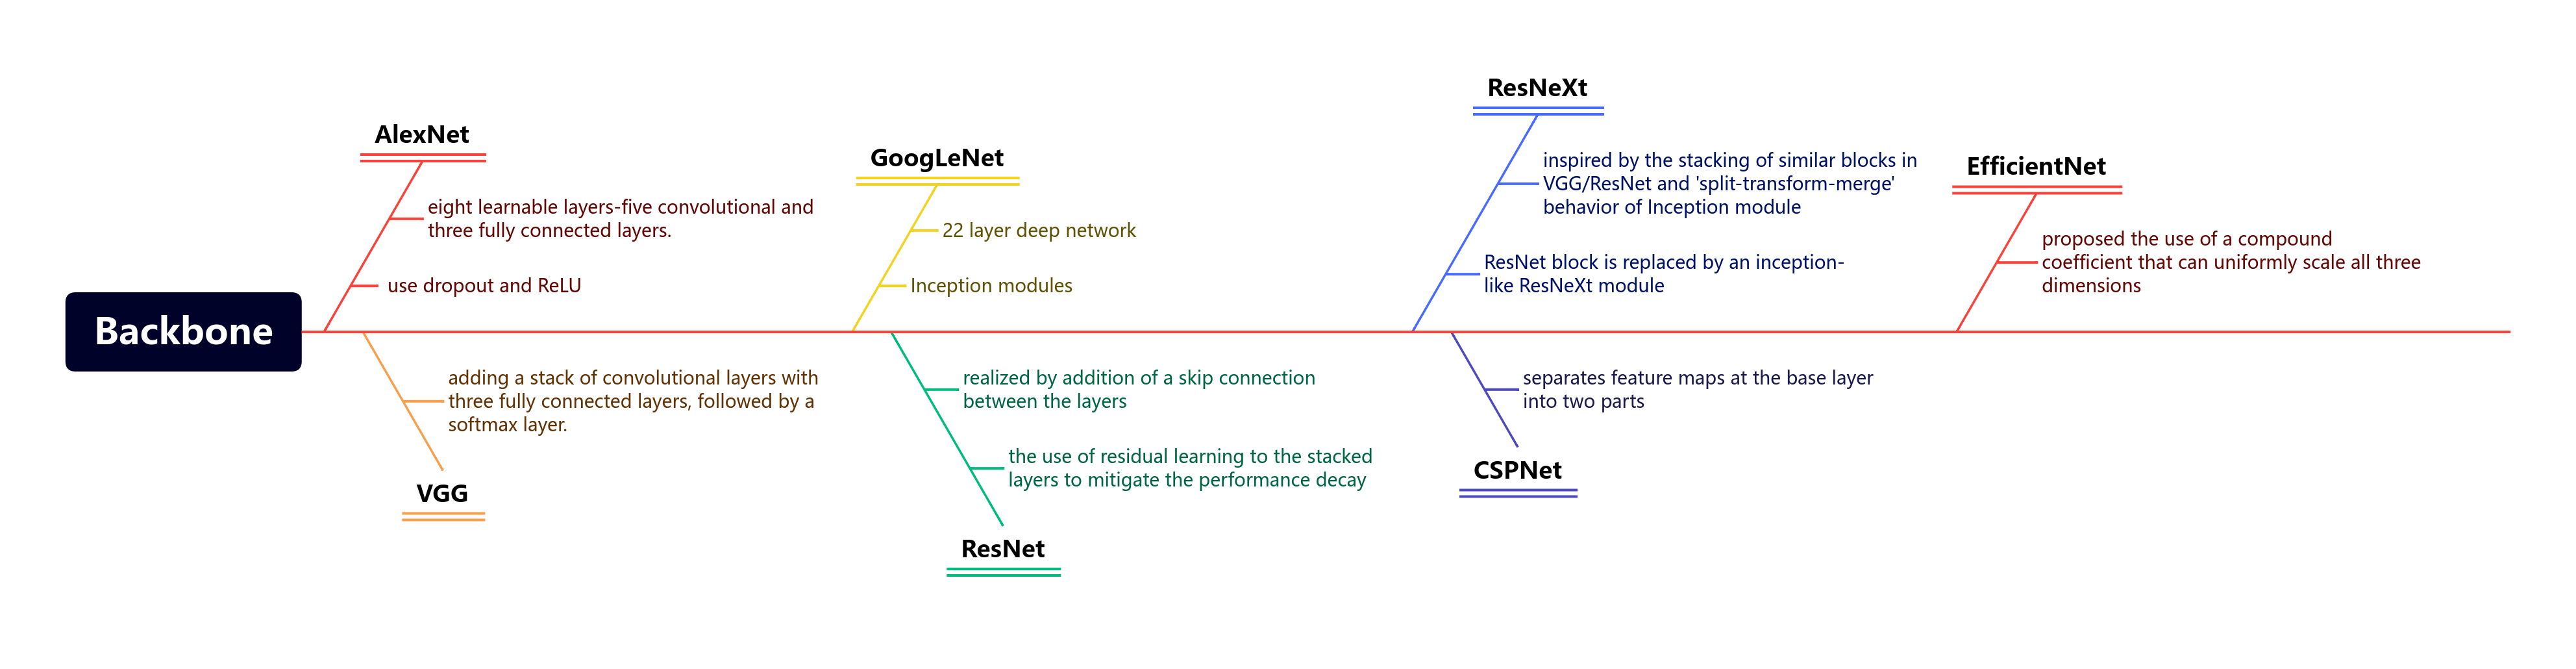 Backbone
AlexNet
eight learnable layers-five convolutional and
three fully connected layers.
use dropout and ReLU
VGG
adding a stack of convolutional layers with
three fully connected layers, followed by a
softmax layer.
GoogLeNet
22 layer deep network
Inception modules
ResNet
realized by addition of a skip connection
between the layers
the use of residual learning to the stacked
layers to mitigate the performance decay
ResNeXt
inspired by the stacking of similar blocks in
VGG/ResNet and 'split-transform-merge'
behavior of Inception module
ResNet block is replaced by an inception-
like ResNeXt module
CSPNet
separates feature maps at the base layer
into two parts
EfficientNet
proposed the use of a compound
coefficient that can uniformly scale all three
dimensions